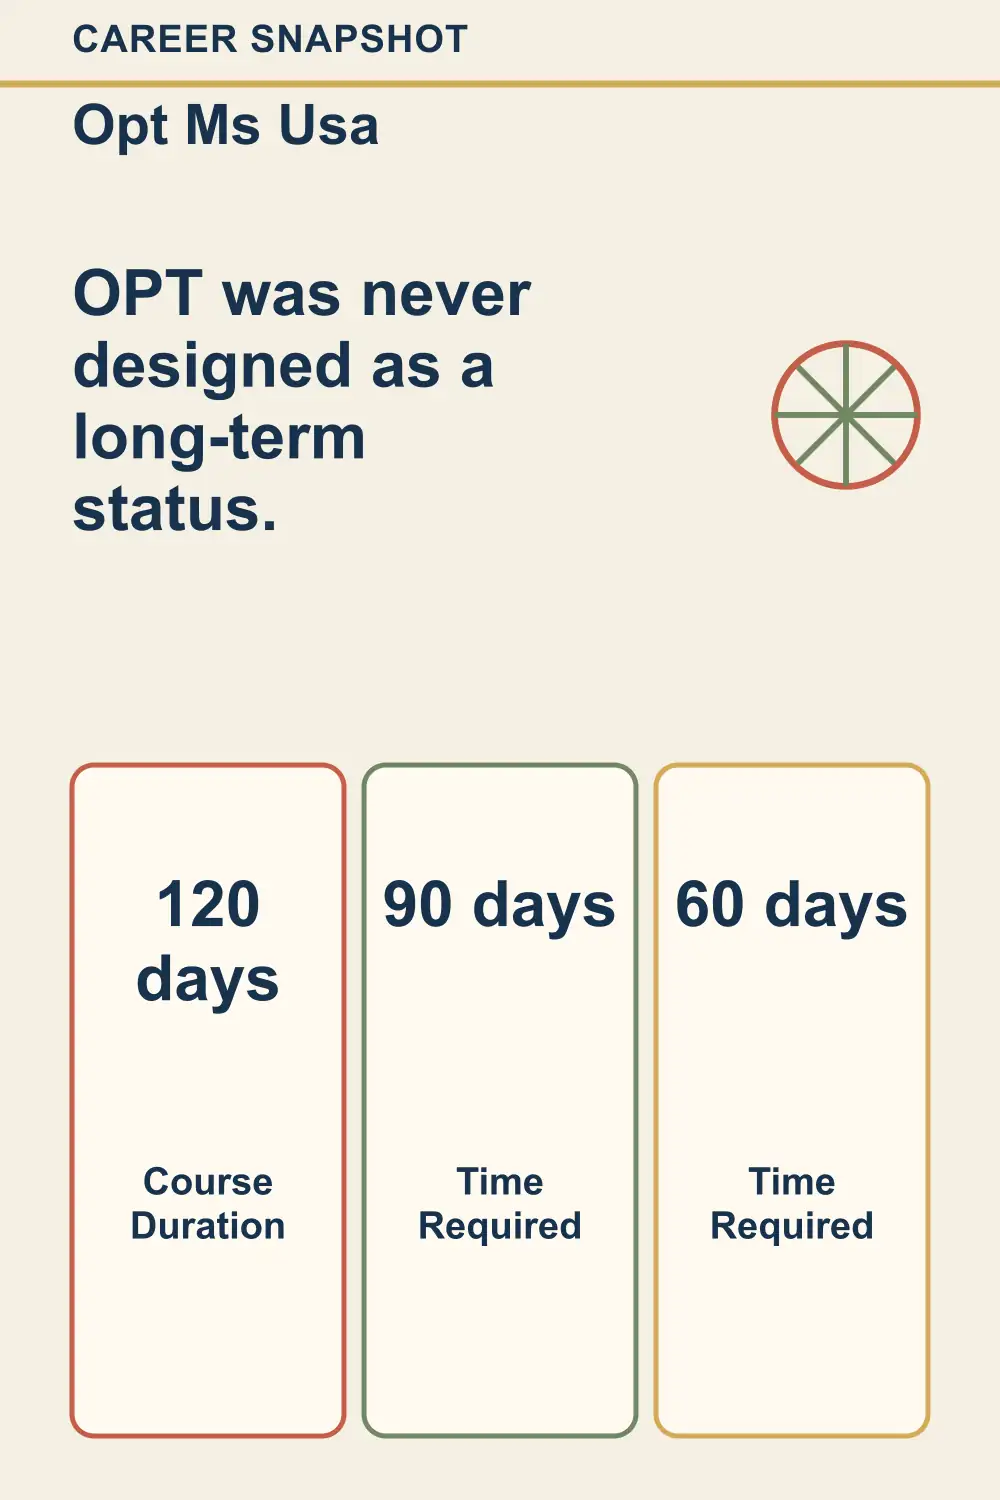 CAREER SNAPSHOT
Opt Ms Usa
OPT was never
designed as a
long-term
status.
120
days
Course
Duration
90 days
Time
Required
60 days
Time
Required